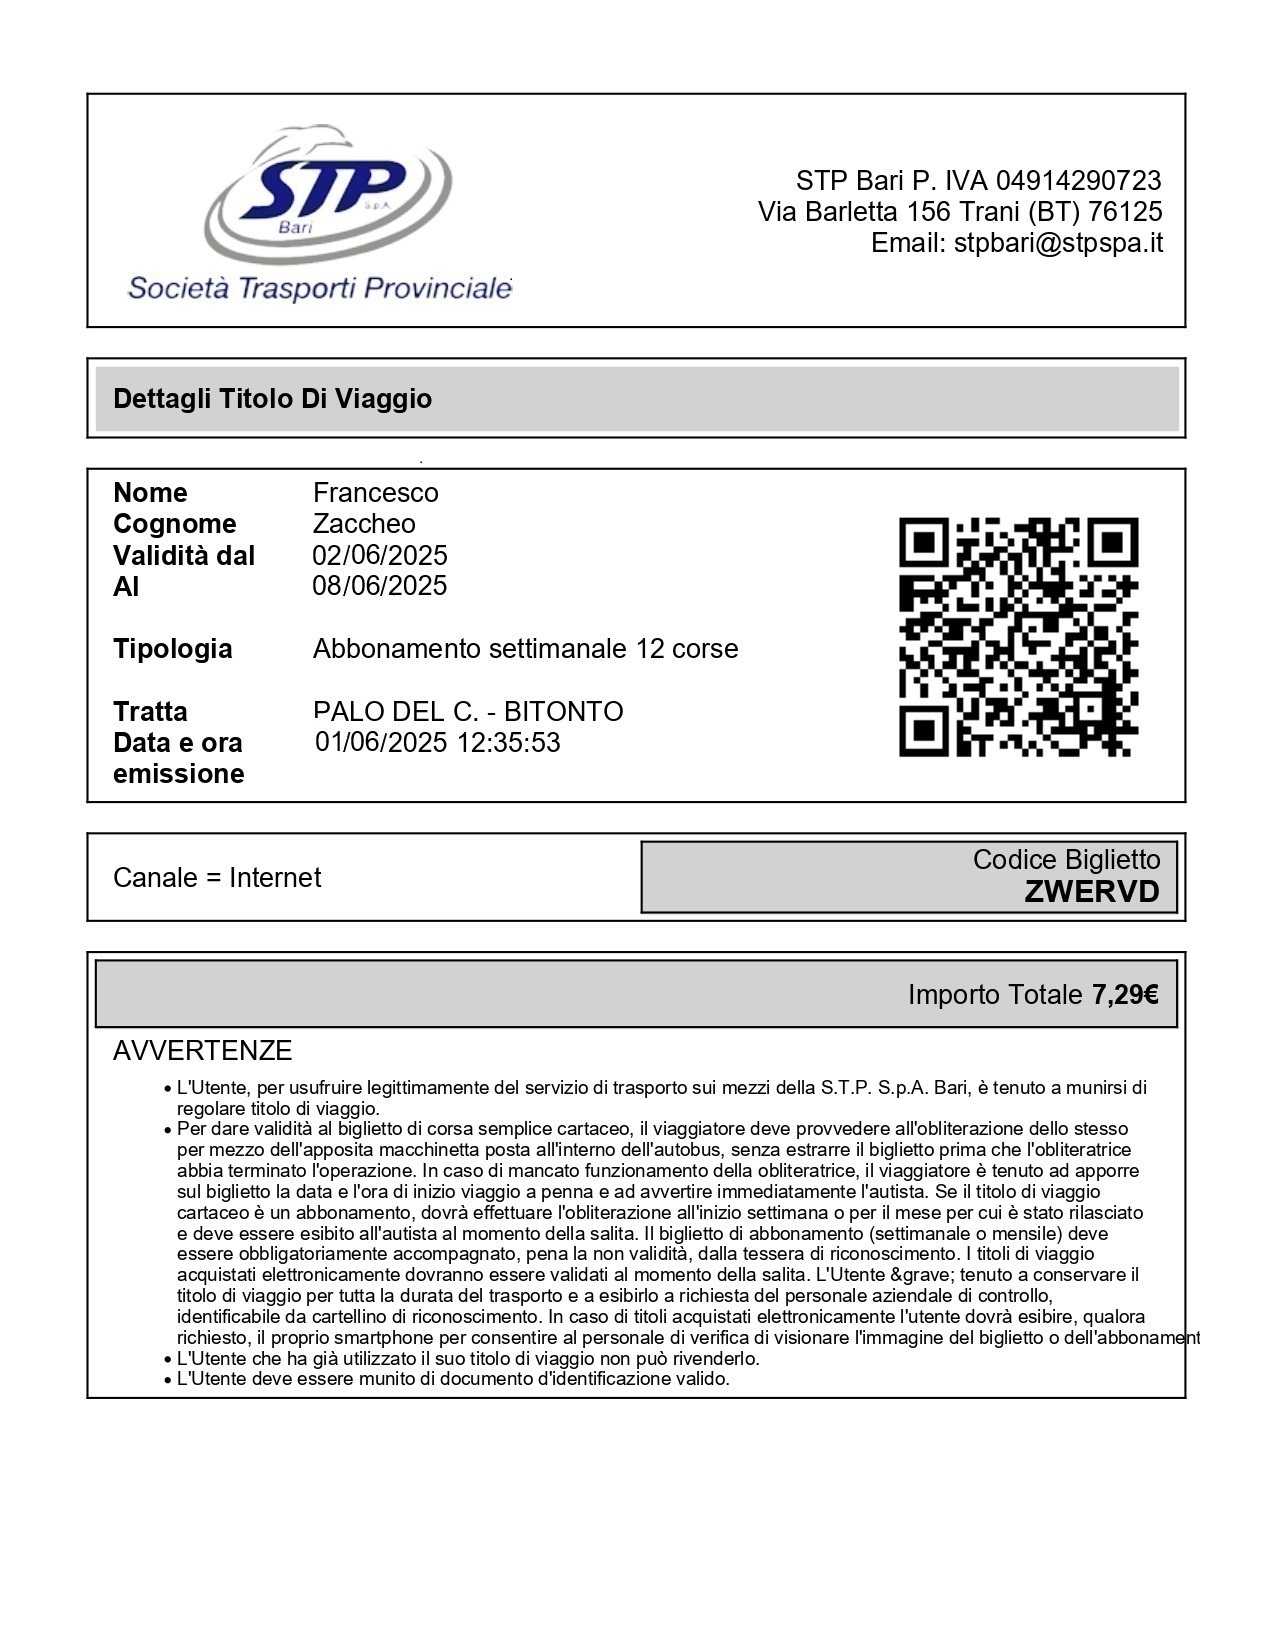 STP S.p.A.
Bari
Società Trasporti Provinciale
STP Bari P. IVA 04914290723
Via Barletta 156 Trani (BT) 76125
Email: stpbari@stpspa.it
Dettagli Titolo Di Viaggio
Nome Francesco
Cognome Zaccheo
Validità dal 02/06/2025
Al 08/06/2025
Tipologia Abbonamento settimanale 12 corse
Tratta PALO DEL C. - BITONTO
Data e ora 01/06/2025 12:35:53
emissione
Canale = Internet
Codice Biglietto
ZWERVD
Importo Totale 7,29€
AVVERTENZE
• L'Utente, per usufruire legittimamente del servizio di trasporto sui mezzi della S.T.P. S.p.A. Bari, è tenuto a munirsi di
regolare titolo di viaggio.
• Per dare validità al biglietto di corsa semplice cartaceo, il viaggiatore deve provvedere all'obliterazione dello stesso
per mezzo dell'apposita macchinetta posta all'interno dell'autobus, senza estrarre il biglietto prima che l'obliteratrice
abbia terminato l'operazione. In caso di mancato funzionamento della obliteratrice, il viaggiatore è tenuto ad apporre
sul biglietto la data e l'ora di inizio viaggio a penna e ad avvertire immediatamente l'autista. Se il titolo di viaggio
cartaceo è un abbonamento, dovrà effettuare l'obliterazione all'inizio settimana o per il mese per cui è stato rilasciato
e deve essere esibito all'autista al momento della salita. Il biglietto di abbonamento (settimanale o mensile) deve
essere obbligatoriamente accompagnato, pena la non validità, dalla tessera di riconoscimento. I titoli di viaggio
acquistati elettronicamente dovranno essere validati al momento della salita. L'Utente &grave; tenuto a conservare il
titolo di viaggio per tutta la durata del trasporto e a esibirlo a richiesta del personale aziendale di controllo,
identificabile da cartellino di riconoscimento. In caso di titoli acquistati elettronicamente l'utente dovrà esibire, qualora
richiesto, il proprio smartphone per consentire al personale di verifica di visionare l'immagine del biglietto o dell'abbonament
• L'Utente che ha già utilizzato il suo titolo di viaggio non può rivenderlo.
• L'Utente deve essere munito di documento d'identificazione valido.